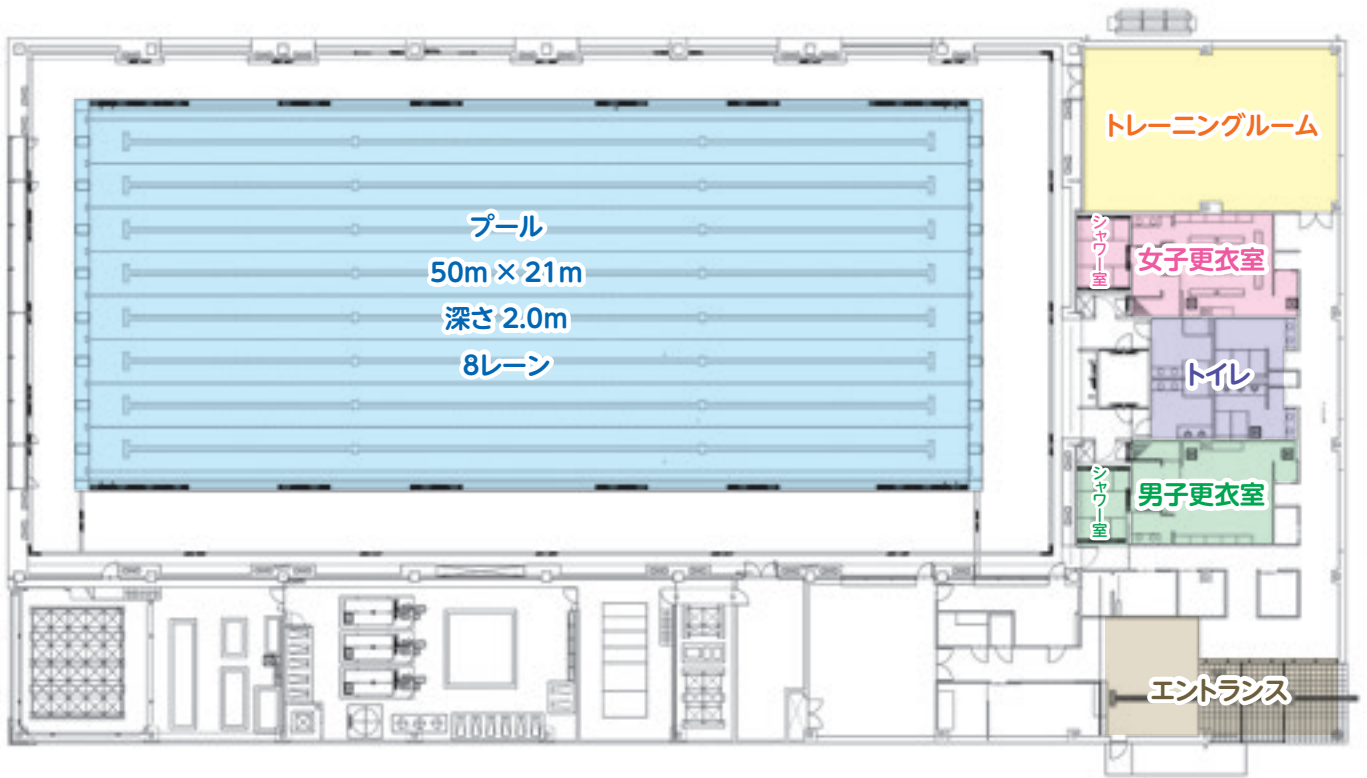 トレーニングルーム
プール
50m × 21m
深さ 2.0m
8レーン
シャワー室
女子更衣室
トイレ
シャワー室
男子更衣室
エントランス